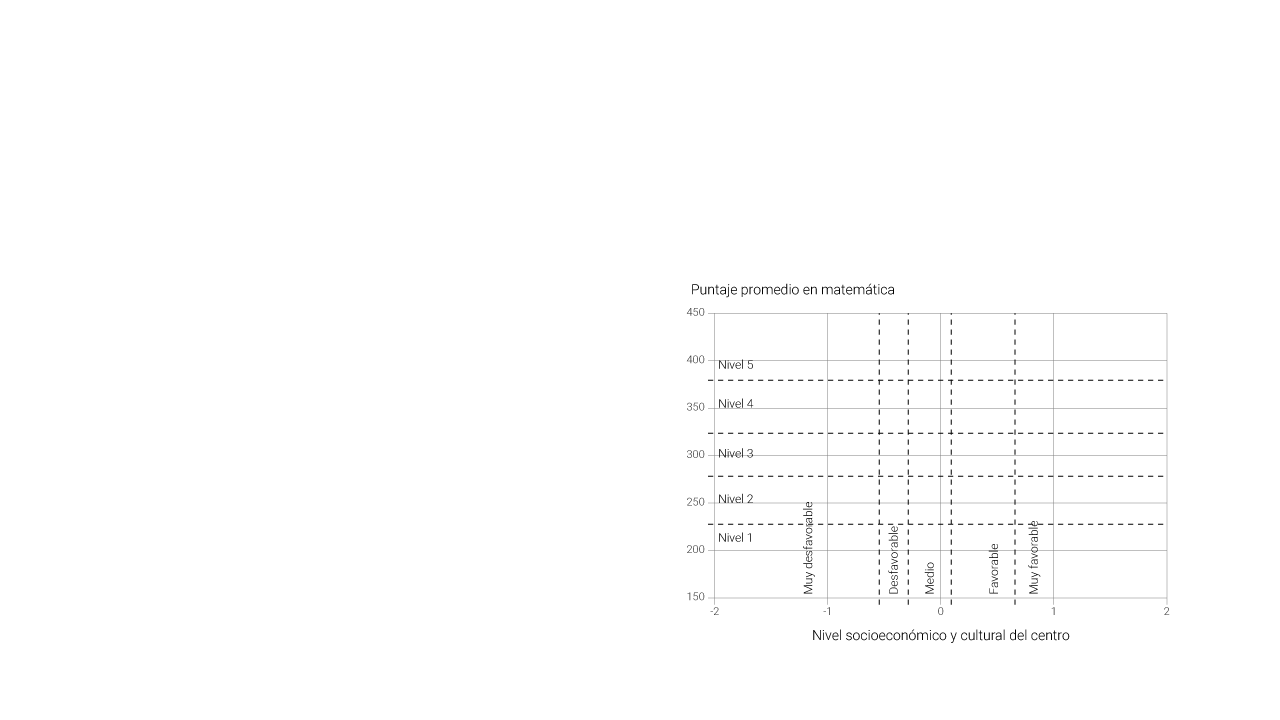 Puntaje promedio en matemática
450
400
Nivel 5
350
Nivel 4
300
Nivel 3
250
Nivel 2
200
Nivel 1
150
Muy desfavorable
Desfavorable
Medio
Favorable
Muy favorable
-2 -1 0 1 2
Nivel socioeconómico y cultural del centro